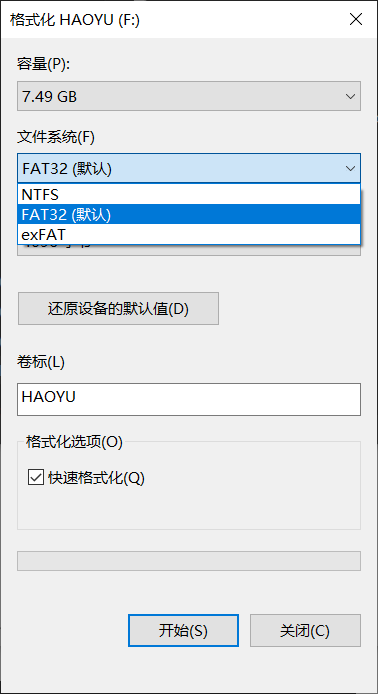 格式化 HAOYU (F:)
容量(P):
7.49 GB
文件系统(F)
FAT32 (默认)
NTFS
FAT32 (默认)
exFAT
还原设备的默认值(D)
卷标(L)
HAOYU
格式化选项(O)
快速格式化(Q)
开始(S)
关闭(C)